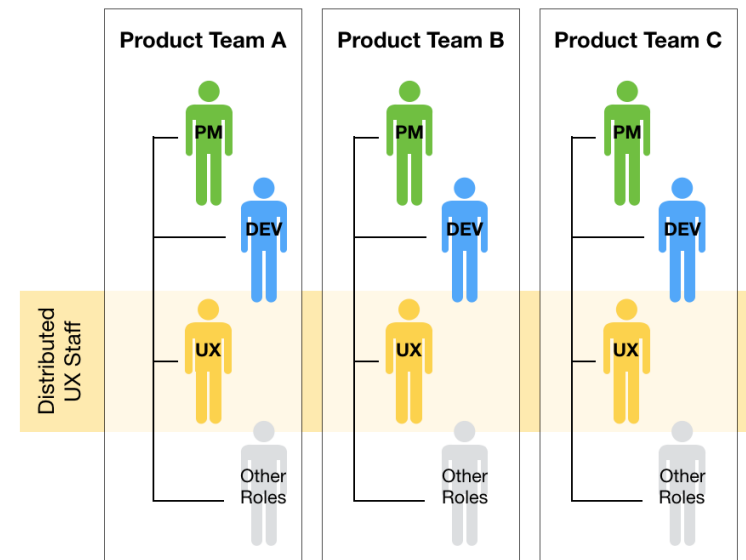 Product Team A
Product Team B
Product Team C
PM
PM
PM
DEV
DEV
DEV
Distributed
UX Staff
UX
UX
UX
Other
Roles
Other
Roles
Other
Roles